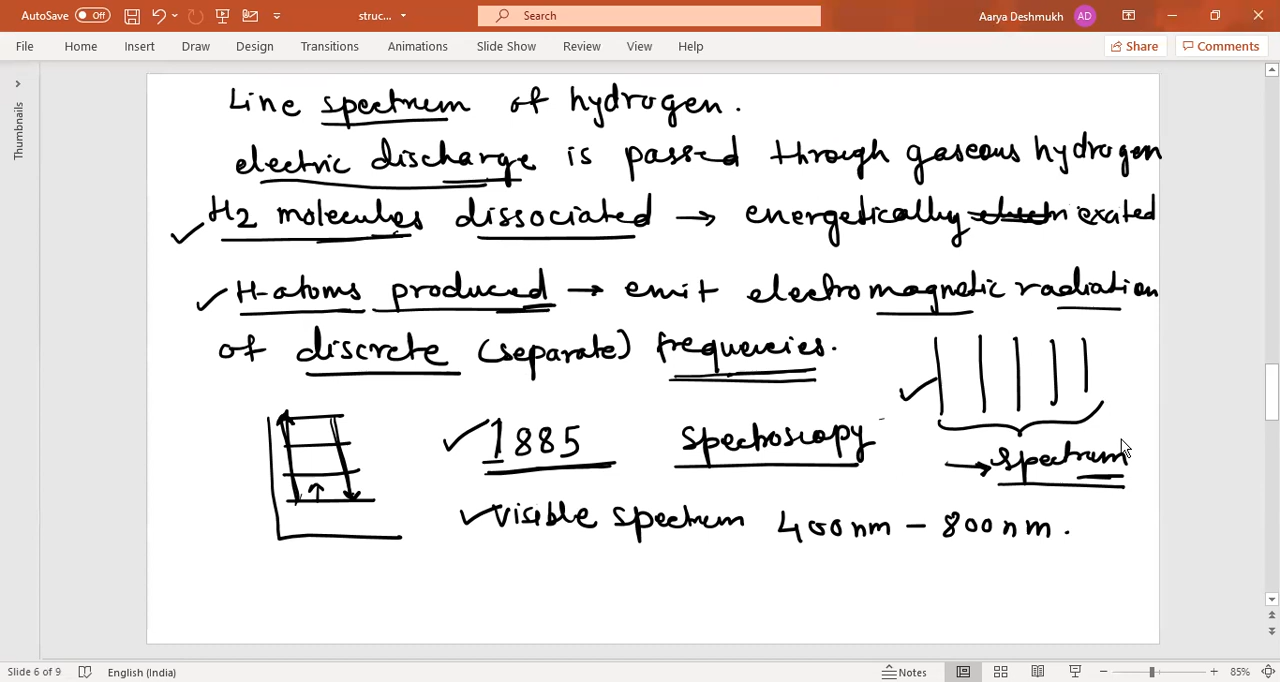 AutoSave Off struc... Search Aarya Deshmukh AD
File Home Insert Draw Design Transitions Animations Slide Show Review View Help Share Comments
Thumbnails
Line spectrum of hydrogen.
electric discharge is passed through gaseous hydrogen
H2 molecules dissociated → energetically excited
H-atoms produced → emit electromagnetic radiation
of discrete (separate) frequencies.
1885 Spectroscopy
→ spectrum
visible spectrum 400nm – 800nm.
Slide 6 of 9 English (India) Notes 85%